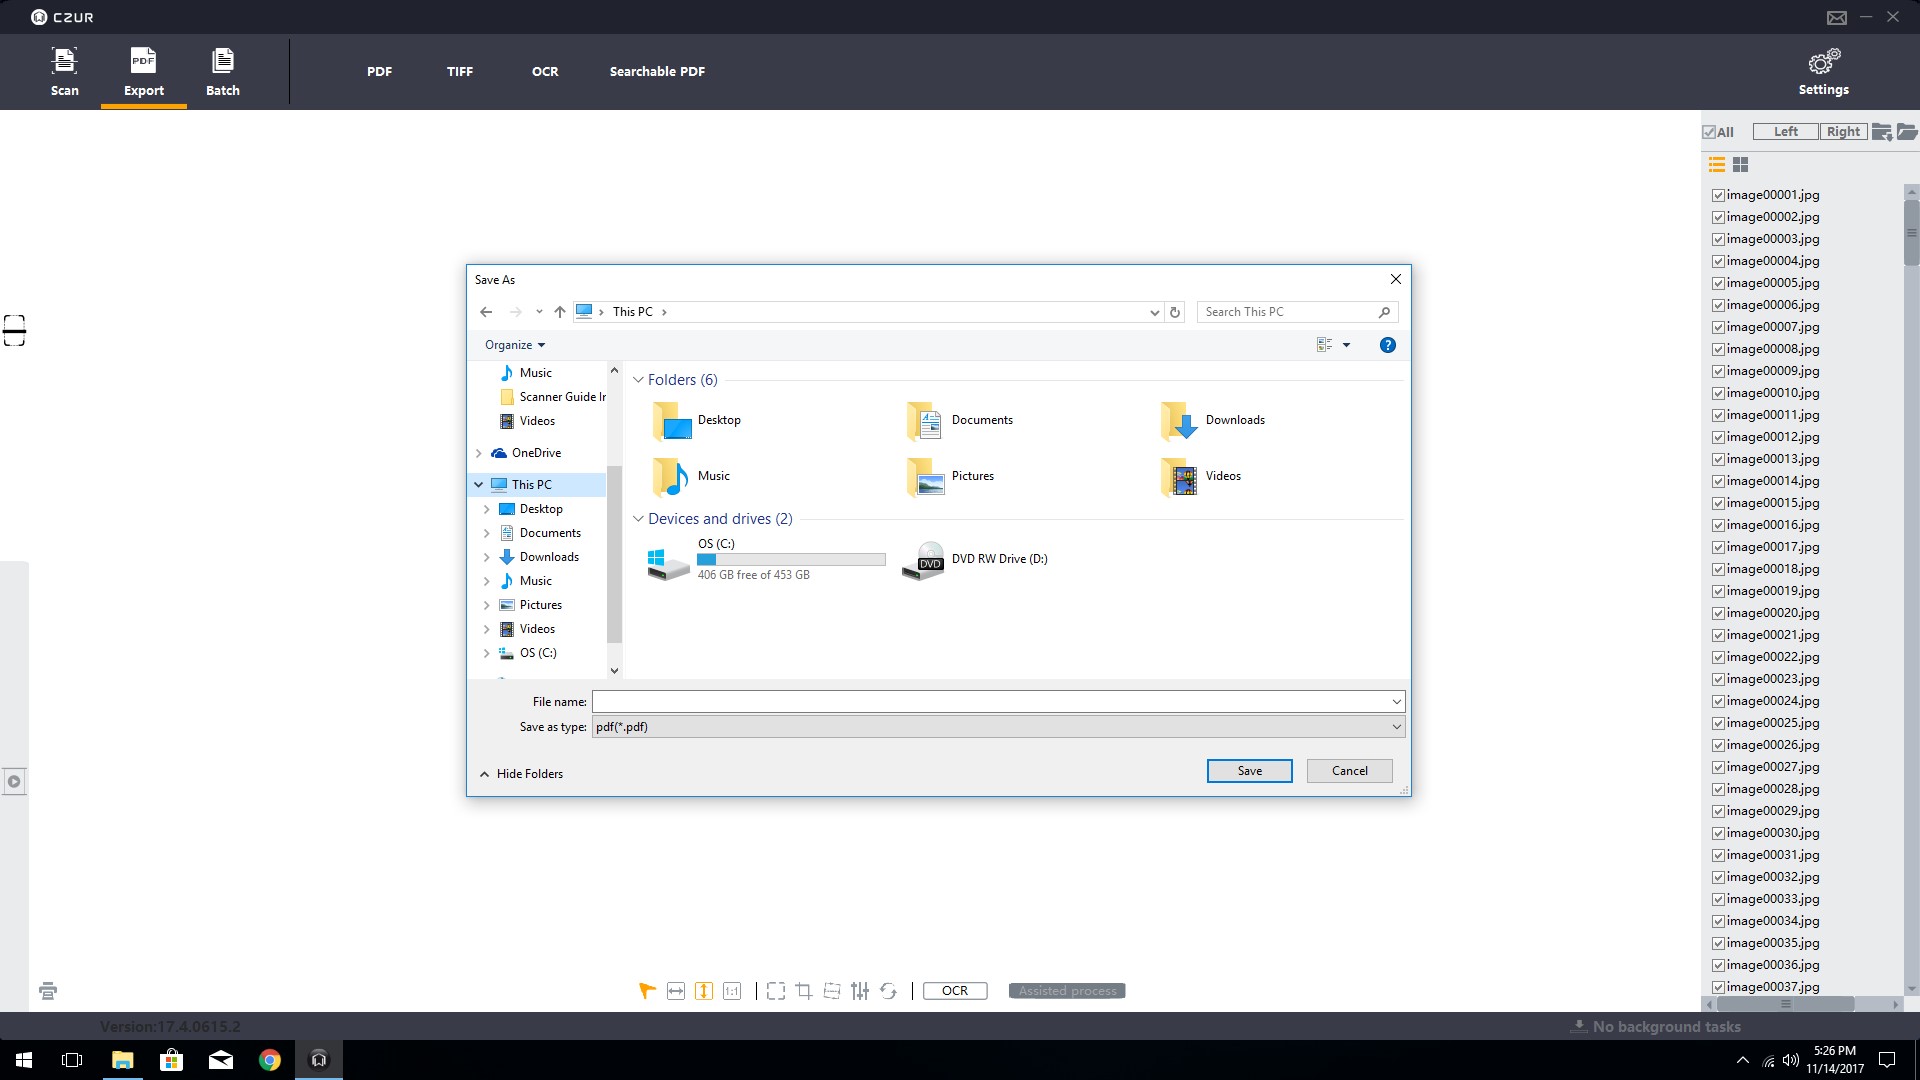 CZUR
Scan
Export
Batch
PDF
PDF
TIFF
OCR
Searchable PDF
Settings
All
Left
Right
image00001.jpg
image00002.jpg
image00003.jpg
image00004.jpg
image00005.jpg
image00006.jpg
image00007.jpg
image00008.jpg
image00009.jpg
image00010.jpg
image00011.jpg
image00012.jpg
image00013.jpg
image00014.jpg
image00015.jpg
image00016.jpg
image00017.jpg
image00018.jpg
image00019.jpg
image00020.jpg
image00021.jpg
image00022.jpg
image00023.jpg
image00024.jpg
image00025.jpg
image00026.jpg
image00027.jpg
image00028.jpg
image00029.jpg
image00030.jpg
image00031.jpg
image00032.jpg
image00033.jpg
image00034.jpg
image00035.jpg
image00036.jpg
image00037.jpg
Save As
This PC
Search This PC
Organize
Music
Scanner Guide Ir
Videos
OneDrive
This PC
Desktop
Documents
Downloads
Music
Pictures
Videos
OS (C:)
Folders (6)
Desktop
Documents
Downloads
Music
Pictures
Videos
Devices and drives (2)
OS (C:)
406 GB free of 453 GB
DVD
DVD RW Drive (D:)
File name:
Save as type: pdf(*.pdf)
Hide Folders
Save
Cancel
1:1
OCR
Assisted process
Version:17.4.0615.2
No background tasks
5:26 PM
11/14/2017